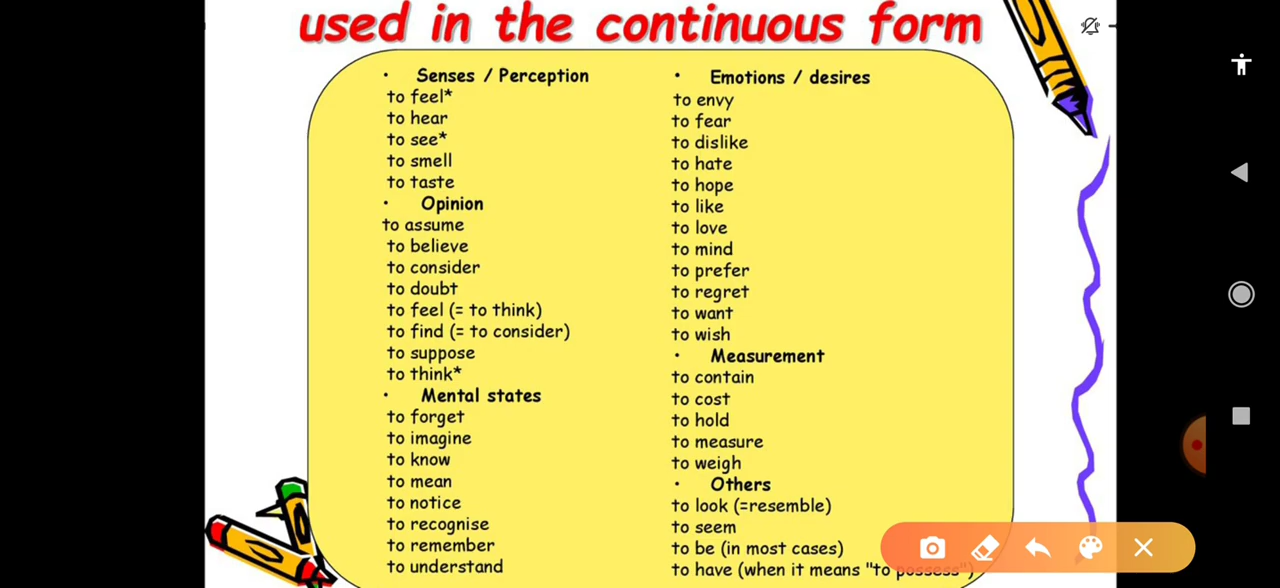 used in the continuous form
• Senses / Perception
to feel*
to hear
to see*
to smell
to taste
• Opinion
to assume
to believe
to consider
to doubt
to feel (= to think)
to find (= to consider)
to suppose
to think*
• Mental states
to forget
to imagine
to know
to mean
to notice
to recognise
to remember
to understand
• Emotions / desires
to envy
to fear
to dislike
to hate
to hope
to like
to love
to mind
to prefer
to regret
to want
to wish
• Measurement
to contain
to cost
to hold
to measure
to weigh
• Others
to look (=resemble)
to seem
to be (in most cases)
to have (when it means "to possess")